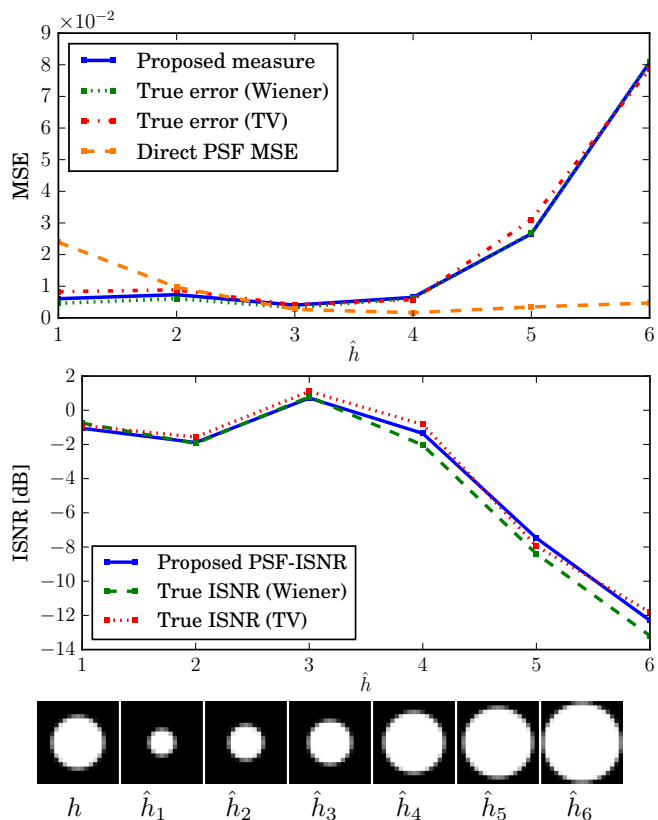 ×10⁻²
9
8
7
6
5
4
3
2
1
0
MSE
Proposed measure
True error (Wiener)
True error (TV)
Direct PSF MSE
1 2 3 4 5 6
ĥ
2
0
−2
−4
−6
−8
−10
−12
−14
ISNR [dB]
Proposed PSF-ISNR
True ISNR (Wiener)
True ISNR (TV)
1 2 3 4 5 6
ĥ
h ĥ₁ ĥ₂ ĥ₃ ĥ₄ ĥ₅ ĥ₆